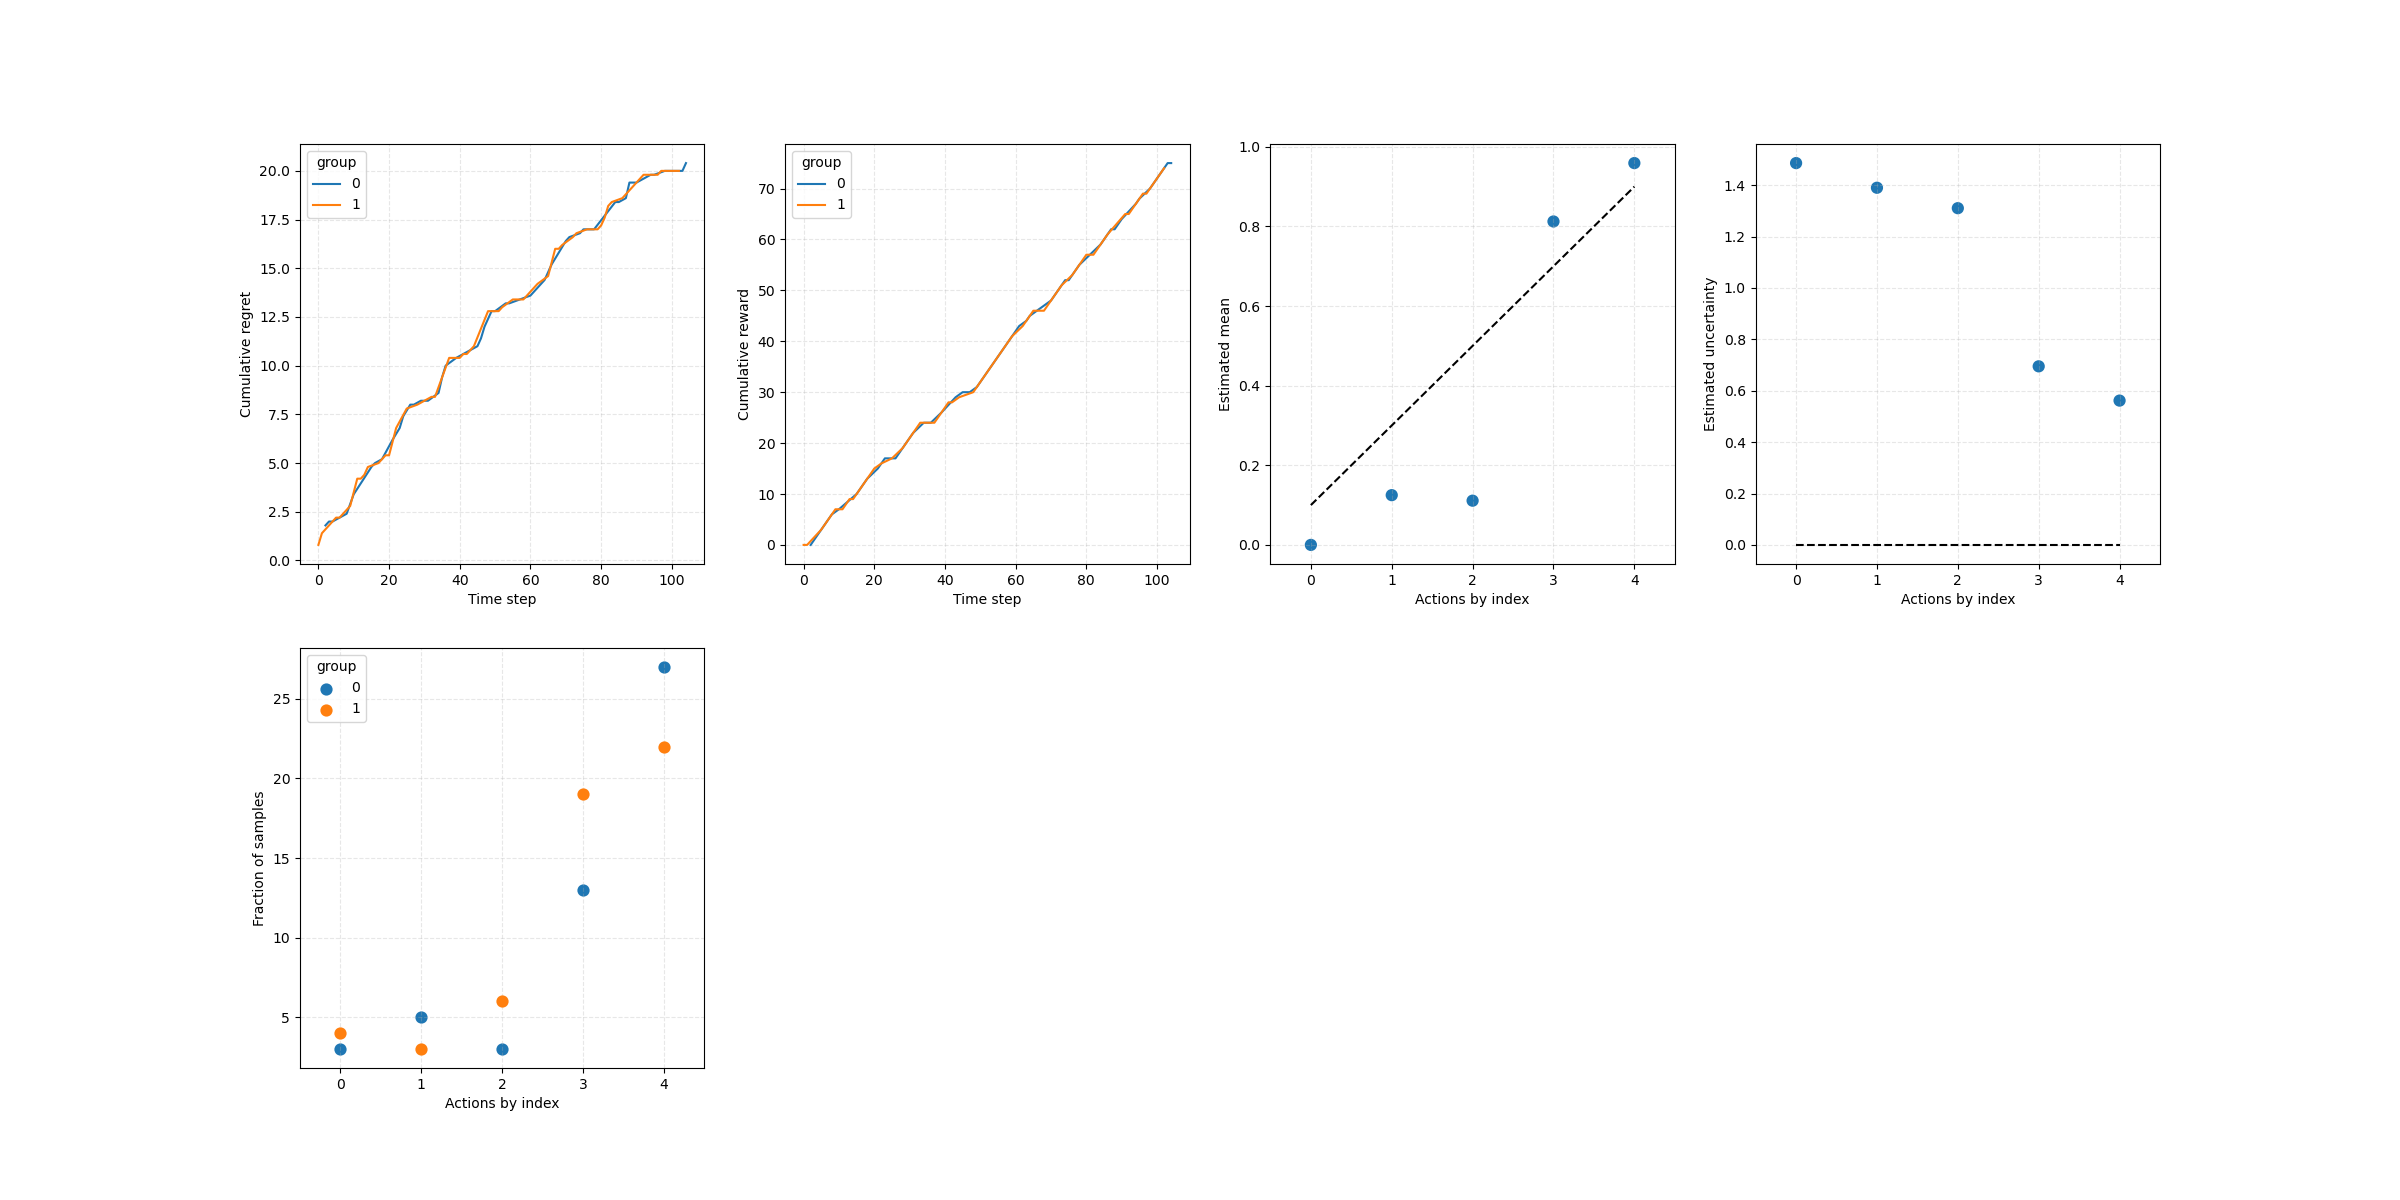 group
0
1
20.0
17.5
15.0
12.5
10.0
7.5
5.0
2.5
0.0
Cumulative regret
0 20 40 60 80 100
Time step
group
0
1
70
60
50
40
30
20
10
0
Cumulative reward
0 20 40 60 80 100
Time step
1.0
0.8
0.6
0.4
0.2
0.0
Estimated mean
0 1 2 3 4
Actions by index
1.4
1.2
1.0
0.8
0.6
0.4
0.2
0.0
Estimated uncertainty
0 1 2 3 4
Actions by index
group
0
1
25
20
15
10
5
Fraction of samples
0 1 2 3 4
Actions by index